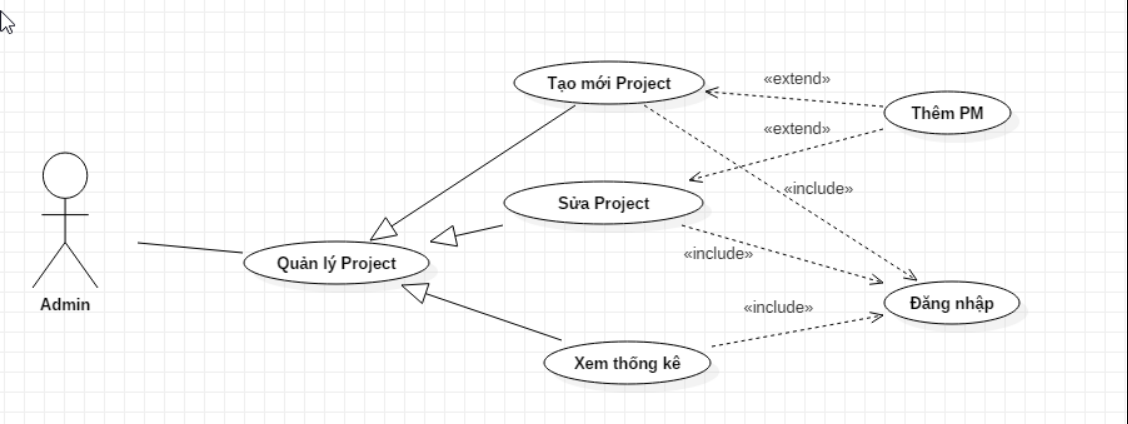 Tạo mới Project
«extend»
Thêm PM
«extend»
«include»
Sửa Project
«include»
Quản lý Project
Admin
Đăng nhập
«include»
Xem thống kê